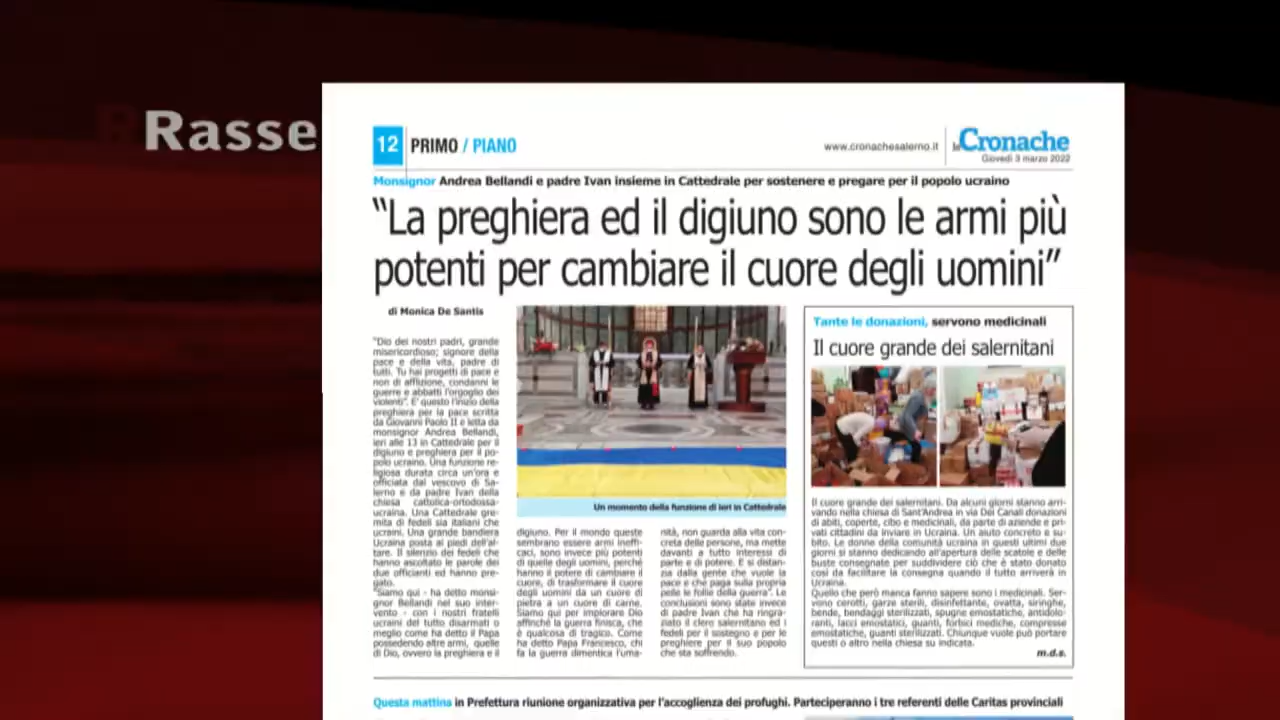 Rasse
12 PRIMO / PIANO
www.cronachesalerno.it
le Cronache
Giovedì 3 marzo 2022
Monsignor Andrea Bellandi e padre Ivan insieme in Cattedrale per sostenere e pregare per il popolo ucraino
“La preghiera ed il digiuno sono le armi più
potenti per cambiare il cuore degli uomini”
di Monica De Santis
"Dio dei nostri padri, grande
misericordioso; signore della
pace e della vita, padre di
tutti. Tu hai progetti di pace e
non di afflizione, condanni le
guerre e abbatti l'orgoglio dei
violenti". E' questo l'inizio della
preghiera per la pace scritta
da Giovanni Paolo II e letta da
monsignor Andrea Bellandi,
ieri alle 13 in Cattedrale per il
digiuno e preghiera per il po-
polo ucraino. Una funzione re-
ligiosa durata circa un'ora e
officiata dal vescovo di Sa-
lerno e da padre Ivan della
chiesa cattolica-ortodossa-
ucraina. Una Cattedrale gre-
mita di fedeli sia italiani che
ucraini. Una grande bandiera
Ucraina posta ai piedi dell'al-
tare. Il silenzio dei fedeli che
hanno ascoltato le parole dei
due officianti ed hanno pre-
gato.
"Siamo qui - ha detto monsi-
gnor Bellandi nel suo inter-
vento - con i nostri fratelli
ucraini del tutto disarmati o
meglio come ha detto il Papa
possedendo altre armi, quelle
di Dio, ovvero la preghiera e il
Un momento della funzione di ieri in Cattedrale
digiuno. Per il mondo queste
sembrano essere armi ineffi-
caci, sono invece più potenti
di quelle degli uomini, perché
hanno il potere di cambiare il
cuore, di trasformare il cuore
degli uomini da un cuore di
pietra a un cuore di carne.
Siamo qui per implorare Dio
affinché la guerra finisca, che
è qualcosa di tragico. Come
ha detto Papa Francesco, chi
fa la guerra dimentica l'uma-
nità, non guarda alla vita con-
creta delle persone, ma mette
davanti a tutto interessi di
parte e di potere. E si distan-
zia dalla gente che vuole la
pace e che paga sulla propria
pelle le follie della guerra". Le
conclusioni sono state invece
di padre Ivan che ha ringra-
ziato il clero salernitano ed i
fedeli per il sostegno e per le
preghiere per il suo popolo
che sta soffrendo.
Tante le donazioni, servono medicinali
Il cuore grande dei salernitani
Il cuore grande dei salernitani. Da alcuni giorni stanno arri-
vando nella chiesa di Sant'Andrea in via Dei Canali donazioni
di abiti, coperte, cibo e medicinali, da parte di aziende e pri-
vati cittadini da inviare in Ucraina. Un aiuto concreto e su-
bito. Le donne della comunità ucraina in questi ultimi due
giorni si stanno dedicando all'apertura delle scatole e delle
buste consegnate per suddividere ciò che è stato donato
così da facilitare la consegna quando il tutto arriverà in
Ucraina.
Quello che però manca fanno sapere sono i medicinali. Ser-
vono cerotti, garze sterili, disinfettante, ovatta, siringhe,
bende, bendaggi sterilizzati, spugne emostatiche, antidolo-
ranti, lacci emostatici, guanti, forbici mediche, compresse
emostatiche, guanti sterilizzati. Chiunque vuole può portare
questi o altro nella chiesa su indicata.
m.d.s.
Questa mattina in Prefettura riunione organizzativa per l'accoglienza dei profughi. Parteciperanno i tre referenti delle Caritas provinciali